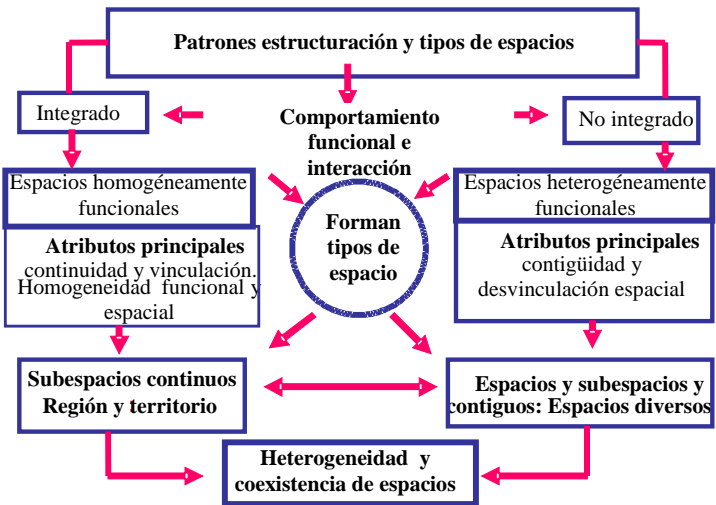 Patrones estructuración y tipos de espacios
Integrado
Comportamiento
funcional e
interacción
No integrado
Espacios homogéneamente
funcionales
Espacios heterogéneamente
funcionales
Forman
tipos de
espacio
Atributos principales
continuidad y vinculación.
Homogeneidad funcional y
espacial
Atributos principales
contigüidad y
desvinculación espacial
Subespacios continuos
Región y territorio
Espacios y subespacios y
contiguos: Espacios diversos
Heterogeneidad y
coexistencia de espacios